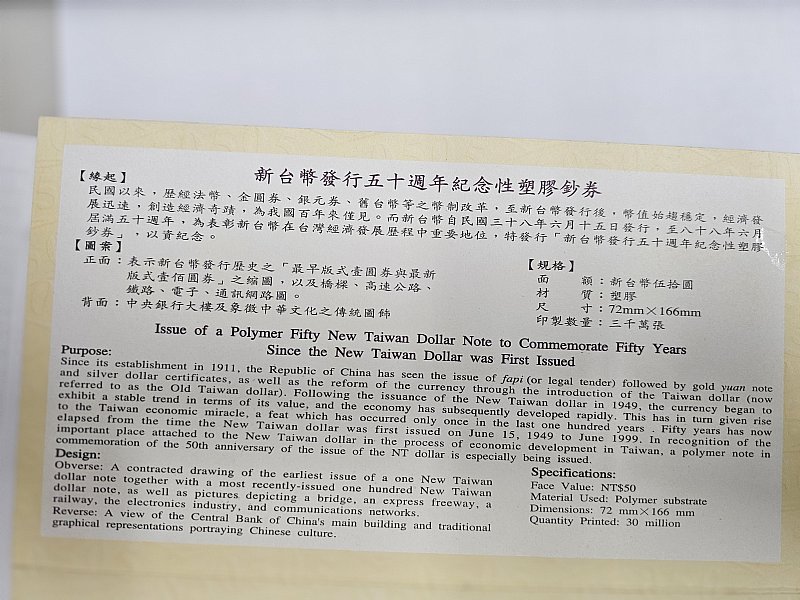 新台幣發行五十週年紀念性塑膠鈔券
【緣起】
民國以來，歷經法幣、金圓券、銀元券、舊台幣等之幣制改革，至新台幣發行後，幣值始趨穩定，經濟發
展迅速，創造經濟奇蹟，為我國百年來僅見。而新台幣自民國三十八年六月十五日發行，至八十八年六月
屆滿五十週年，為表彰新台幣在台灣經濟發展歷程中重要地位，特發行「新台幣發行五十週年紀念性塑膠
鈔券」，以資紀念。
【圖案】
正面：表示新台幣發行歷史之「最早版式壹圓券與最新
版式壹佰圓券」之縮圖，以及橋樑、高速公路、
鐵路、電子、通訊網路圖。
背面：中央銀行大樓及象徵中華文化之傳統圖飾
【規格】
面額：新台幣伍拾圓
材質：塑膠
尺寸：72mm×166mm
印製數量：三千萬張
Issue of a Polymer Fifty New Taiwan Dollar Note to Commemorate Fifty Years
Since the New Taiwan Dollar was First Issued
Purpose:
Since its establishment in 1911, the Republic of China has seen the issue of fapi (or legal tender) followed by gold yuan note
and silver dollar certificates, as well as the reform of the currency through the introduction of the Taiwan dollar (now
referred to as the Old Taiwan dollar). Following the issuance of the New Taiwan dollar in 1949, the currency began to
exhibit a stable trend in terms of its value, and the economy has subsequently developed rapidly. This has in turn given rise
to the Taiwan economic miracle, a feat which has occurred only once in the last one hundred years . Fifty years has now
elapsed from the time the New Taiwan dollar was first issued on June 15, 1949 to June 1999. In recognition of the
important place attached to the New Taiwan dollar in the process of economic development in Taiwan, a polymer note in
commemoration of the 50th anniversary of the issue of the NT dollar is especially being issued.
Design:
Obverse: A contracted drawing of the earliest issue of a one New Taiwan
dollar note together with a most recently-issued one hundred New Taiwan
dollar note, as well as pictures depicting a bridge, an express freeway, a
railway, the electronics industry, and communications networks.
Reverse: A view of the Central Bank of China's main building and traditional
graphical representations portraying Chinese culture.
Specifications:
Face Value: NT$50
Material Used: Polymer substrate
Dimensions: 72 mm×166 mm
Quantity Printed: 30 million